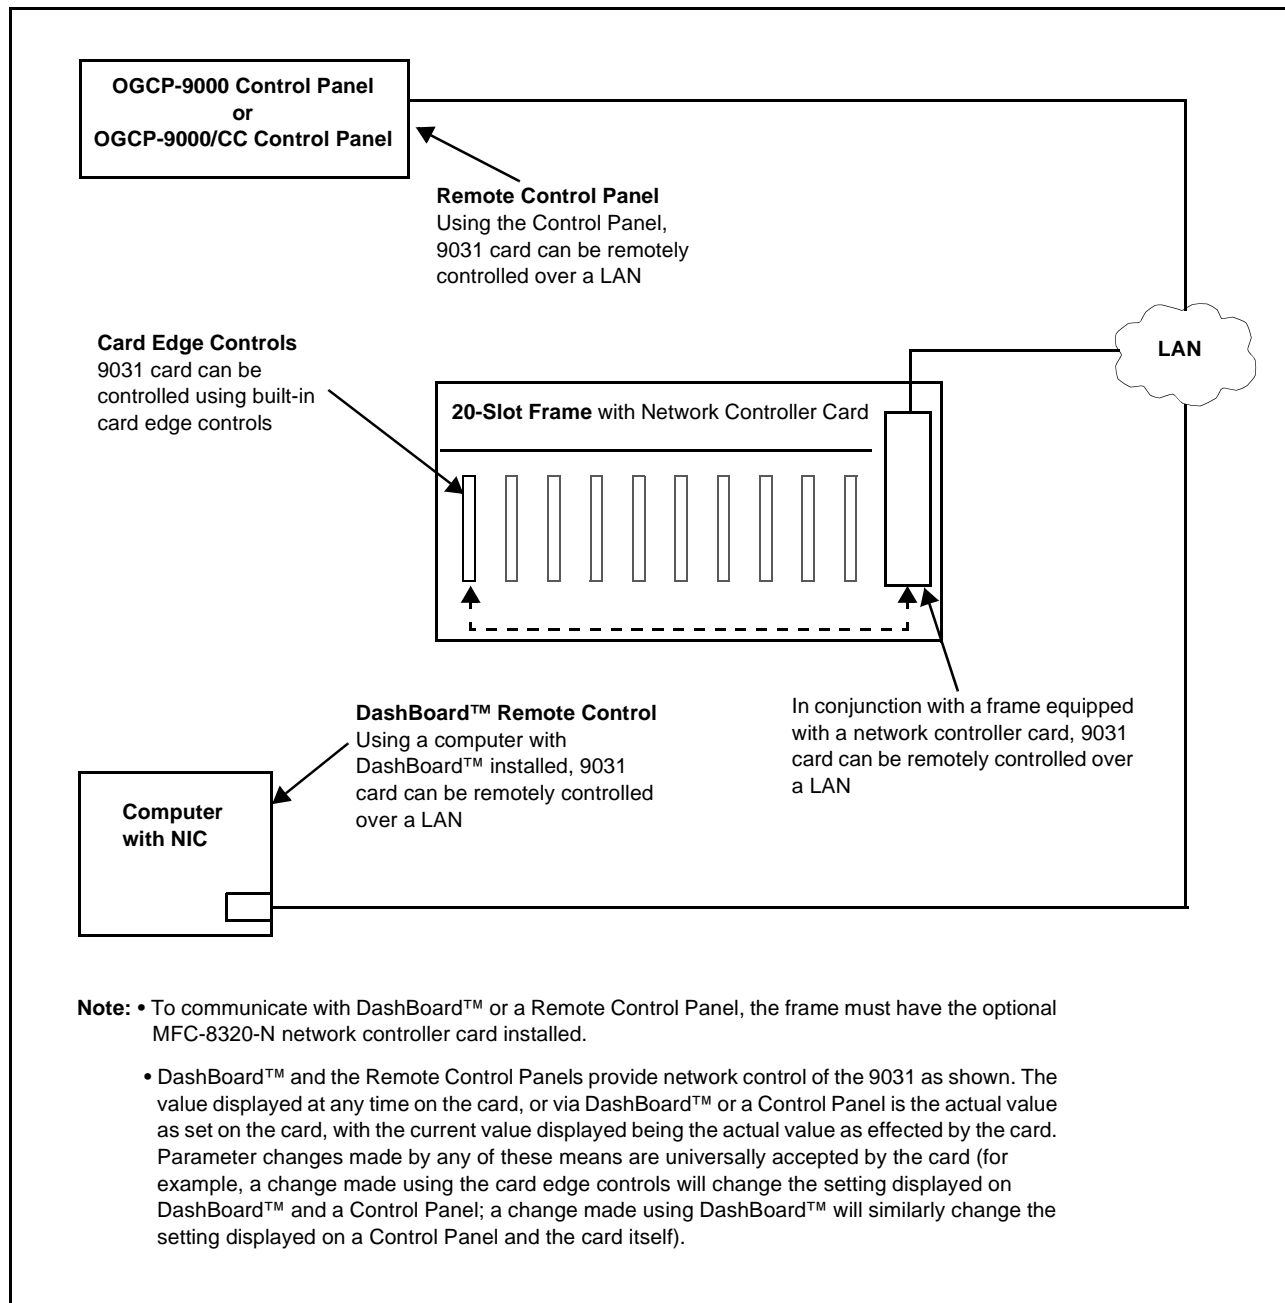 OGCP-9000 Control Panel
or
OGCP-9000/CC Control Panel
Remote Control Panel
Using the Control Panel,
9031 card can be remotely
controlled over a LAN
LAN
Card Edge Controls
9031 card can be
controlled using built-in
card edge controls
20-Slot Frame with Network Controller Card
DashBoard™ Remote Control
Using a computer with
DashBoard™ installed, 9031
card can be remotely controlled
over a LAN
In conjunction with a frame equipped
with a network controller card, 9031
card can be remotely controlled over
a LAN
Computer
with NIC
Note: • To communicate with DashBoard™ or a Remote Control Panel, the frame must have the optional
MFC-8320-N network controller card installed.
• DashBoard™ and the Remote Control Panels provide network control of the 9031 as shown. The
value displayed at any time on the card, or via DashBoard™ or a Control Panel is the actual value
as set on the card, with the current value displayed being the actual value as effected by the card.
Parameter changes made by any of these means are universally accepted by the card (for
example, a change made using the card edge controls will change the setting displayed on
DashBoard™ and a Control Panel; a change made using DashBoard™ will similarly change the
setting displayed on a Control Panel and the card itself).